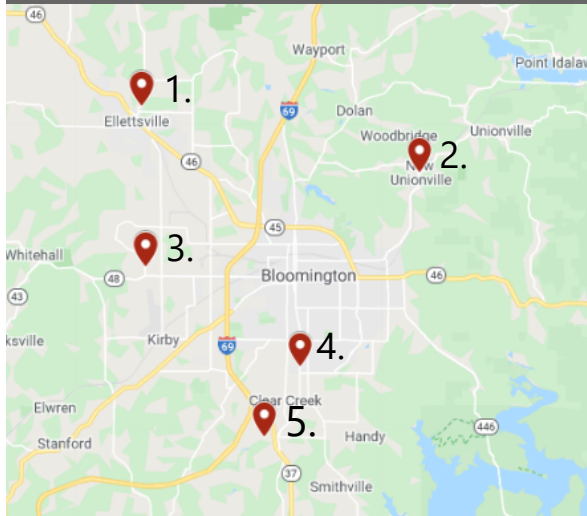 46
Wayport
Point Idalaw
1.
69
Ellettsville
Dolan
Woodbridge
Unionville
2.
46
New
Unionville
45
3.
Whitehall
48
Bloomington
46
43
ksville
Kirby
69
4.
Clear Creek
Elwren
5.
446
Stanford
Handy
37
Smithville